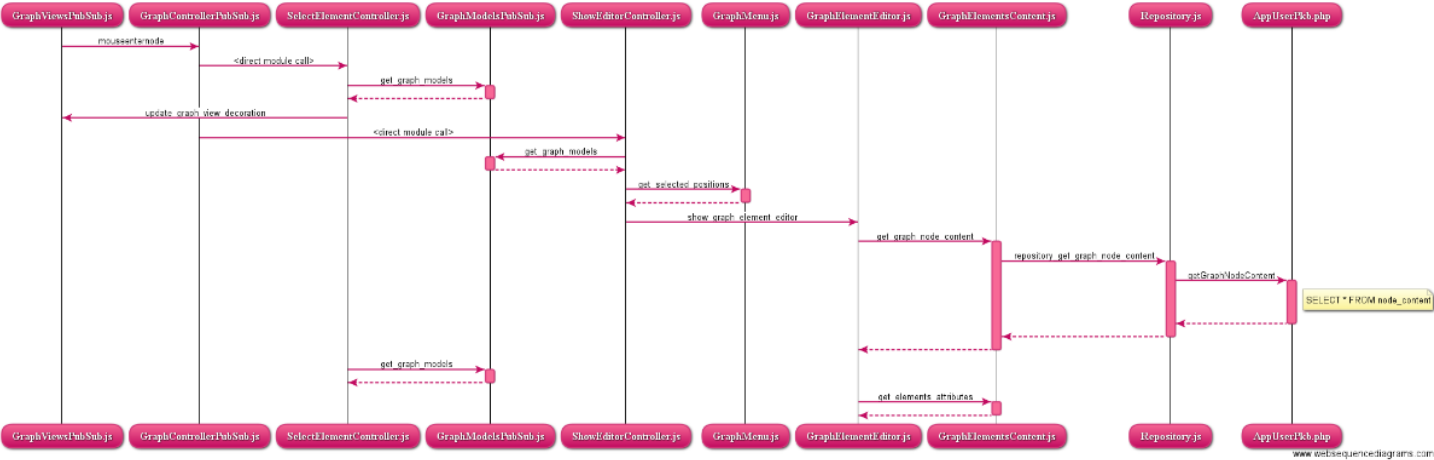 GraphViewsPubSub.js GraphControllerPubSub.js SelectElementController.js GraphModelsPubSub.js ShowEditorController.js GraphMenu.js GraphElementEditor.js GraphElementsContent.js Repository.js AppUserPkb.php
mouseenternode
<direct module call>
get_graph_models
update_graph_view_decoration
<direct module call>
get_graph_models
get_selected_positions
show_graph_element_editor
get_graph_node_content
repository_get_graph_node_content
getGraphNodeContent
SELECT * FROM node_content
get_graph_models
get_elements_attributes
GraphViewsPubSub.js GraphControllerPubSub.js SelectElementController.js GraphModelsPubSub.js ShowEditorController.js GraphMenu.js GraphElementEditor.js GraphElementsContent.js Repository.js AppUserPkb.php
www.websequencediagrams.com